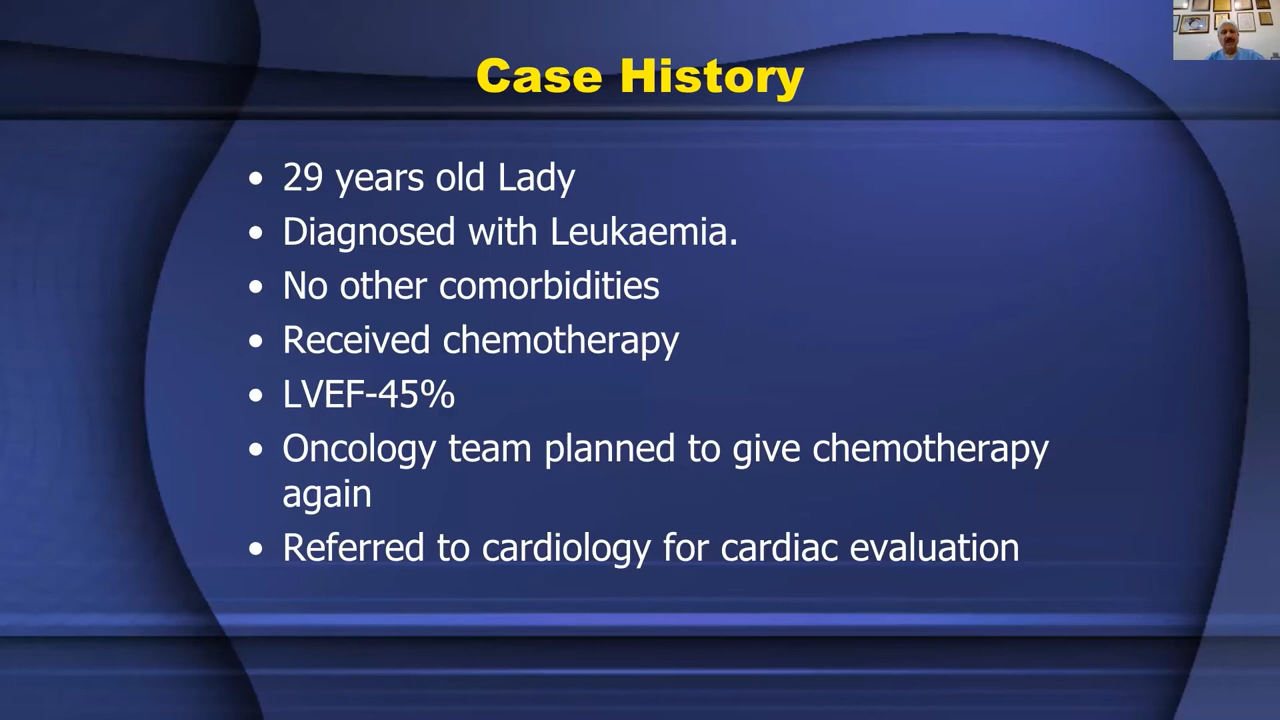 Case History
• 29 years old Lady
• Diagnosed with Leukaemia.
• No other comorbidities
• Received chemotherapy
• LVEF-45%
• Oncology team planned to give chemotherapy
again
• Referred to cardiology for cardiac evaluation